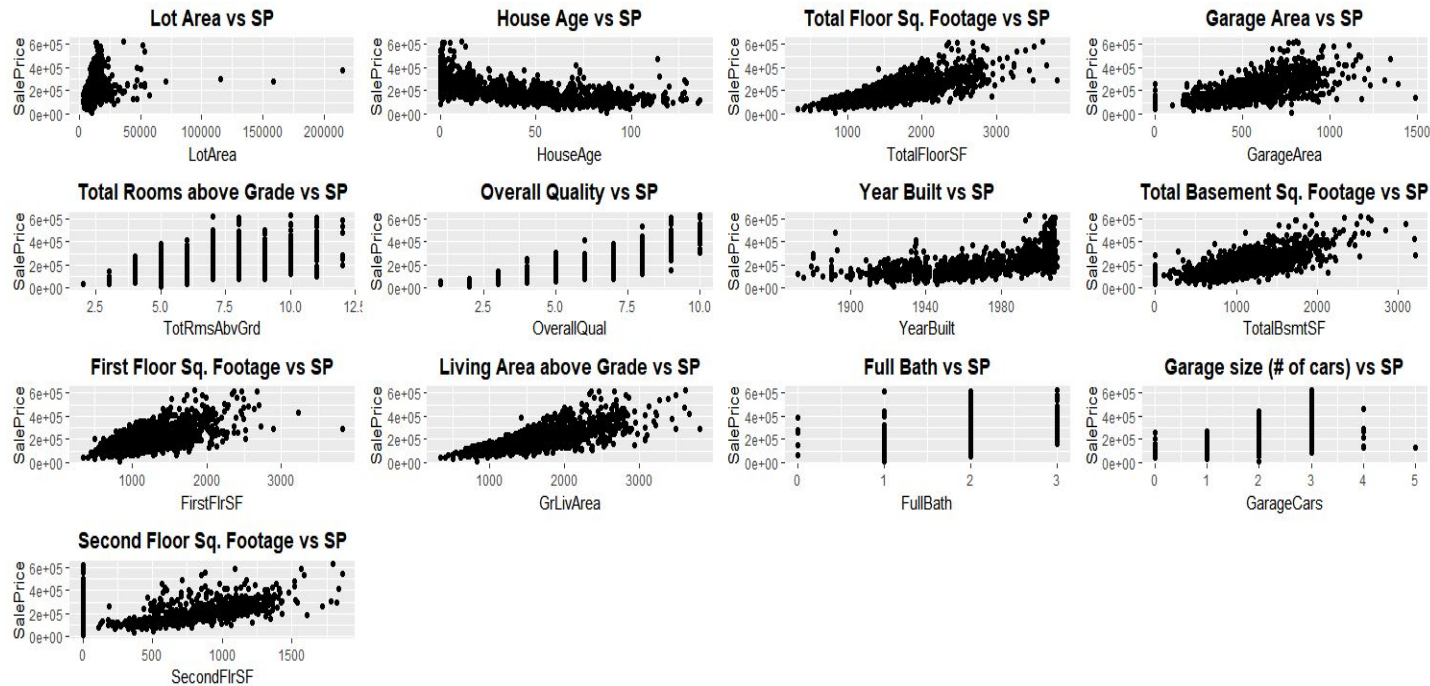 Lot Area vs SP
SalePrice
6e+05
4e+05
2e+05
0e+00
0 50000 100000 150000 200000
LotArea
House Age vs SP
SalePrice
6e+05
4e+05
2e+05
0e+00
0 50 100
HouseAge
Total Floor Sq. Footage vs SP
SalePrice
6e+05
4e+05
2e+05
0e+00
1000 2000 3000
TotalFloorSF
Garage Area vs SP
SalePrice
6e+05
4e+05
2e+05
0e+00
0 500 1000 1500
GarageArea
Total Rooms above Grade vs SP
SalePrice
6e+05
4e+05
2e+05
0e+00
2.5 5.0 7.5 10.0 12.5
TotRmsAbvGrd
Overall Quality vs SP
SalePrice
6e+05
4e+05
2e+05
0e+00
2.5 5.0 7.5 10.0
OverallQual
Year Built vs SP
SalePrice
6e+05
4e+05
2e+05
0e+00
1900 1940 1980
YearBuilt
Total Basement Sq. Footage vs SP
SalePrice
6e+05
4e+05
2e+05
0e+00
0 1000 2000 3000
TotalBsmtSF
First Floor Sq. Footage vs SP
SalePrice
6e+05
4e+05
2e+05
0e+00
1000 2000 3000
FirstFlrSF
Living Area above Grade vs SP
SalePrice
6e+05
4e+05
2e+05
0e+00
1000 2000 3000
GrLivArea
Full Bath vs SP
SalePrice
6e+05
4e+05
2e+05
0e+00
0 1 2 3
FullBath
Garage size (# of cars) vs SP
SalePrice
6e+05
4e+05
2e+05
0e+00
0 1 2 3 4 5
GarageCars
Second Floor Sq. Footage vs SP
SalePrice
6e+05
4e+05
2e+05
0e+00
0 500 1000 1500
SecondFlrSF